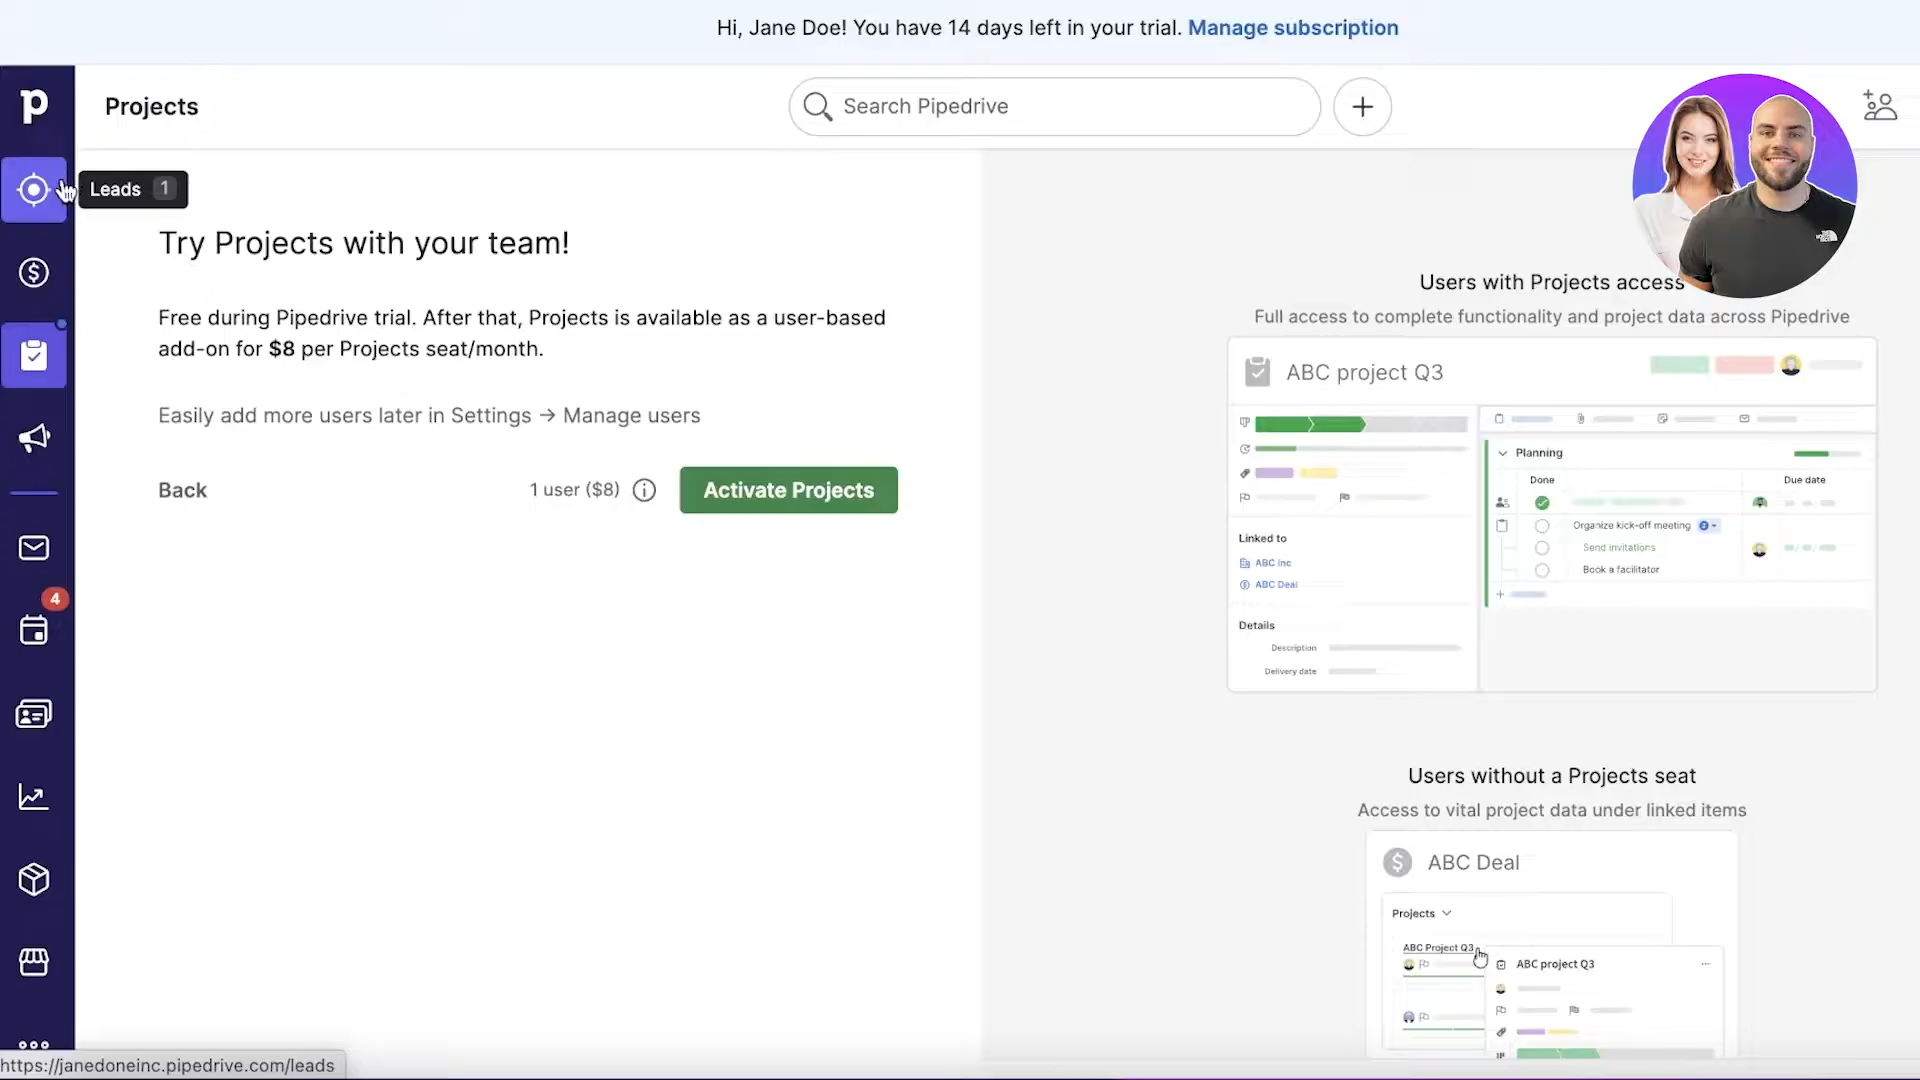 Hi, Jane Doe! You have 14 days left in your trial. Manage subscription
p
Projects
Search Pipedrive
Leads 1
Try Projects with your team!
Free during Pipedrive trial. After that, Projects is available as a user-based
add-on for $8 per Projects seat/month.
Easily add more users later in Settings → Manage users
Back
1 user ($8)
Activate Projects
4
Users with Projects access
Full access to complete functionality and project data across Pipedrive
ABC project Q3
Planning
Done
Due date
Organize kick-off meeting 2
Send invitations
Book a facilitator
Linked to
ABC Inc
ABC Deal
Details
Description
Delivery date
Users without a Projects seat
Access to vital project data under linked items
ABC Deal
Projects
ABC Project Q3
ABC project Q3
https://janedoneinc.pipedrive.com/leads